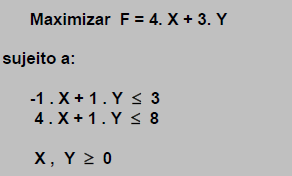 Maximizar F = 4. X + 3. Y
sujeito a:
-1 . X + 1 . Y ≤ 3
4 . X + 1 . Y ≤ 8
X , Y ≥ 0